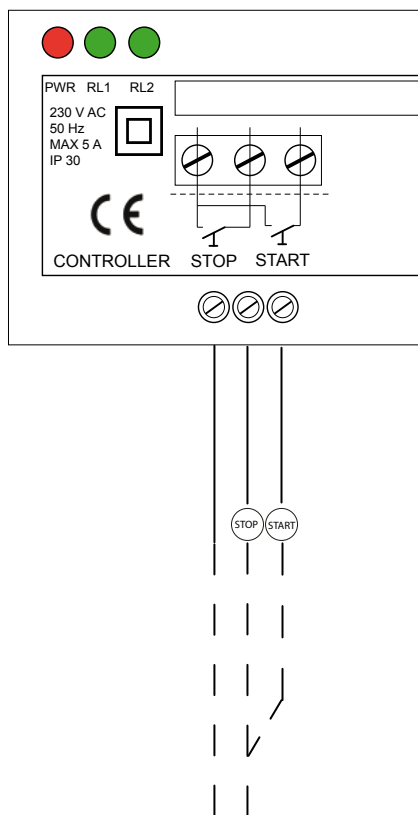 PWR RL1 RL2
230 V AC
50 Hz
MAX 5 A
IP 30
CE
CONTROLLER STOP START
STOP START